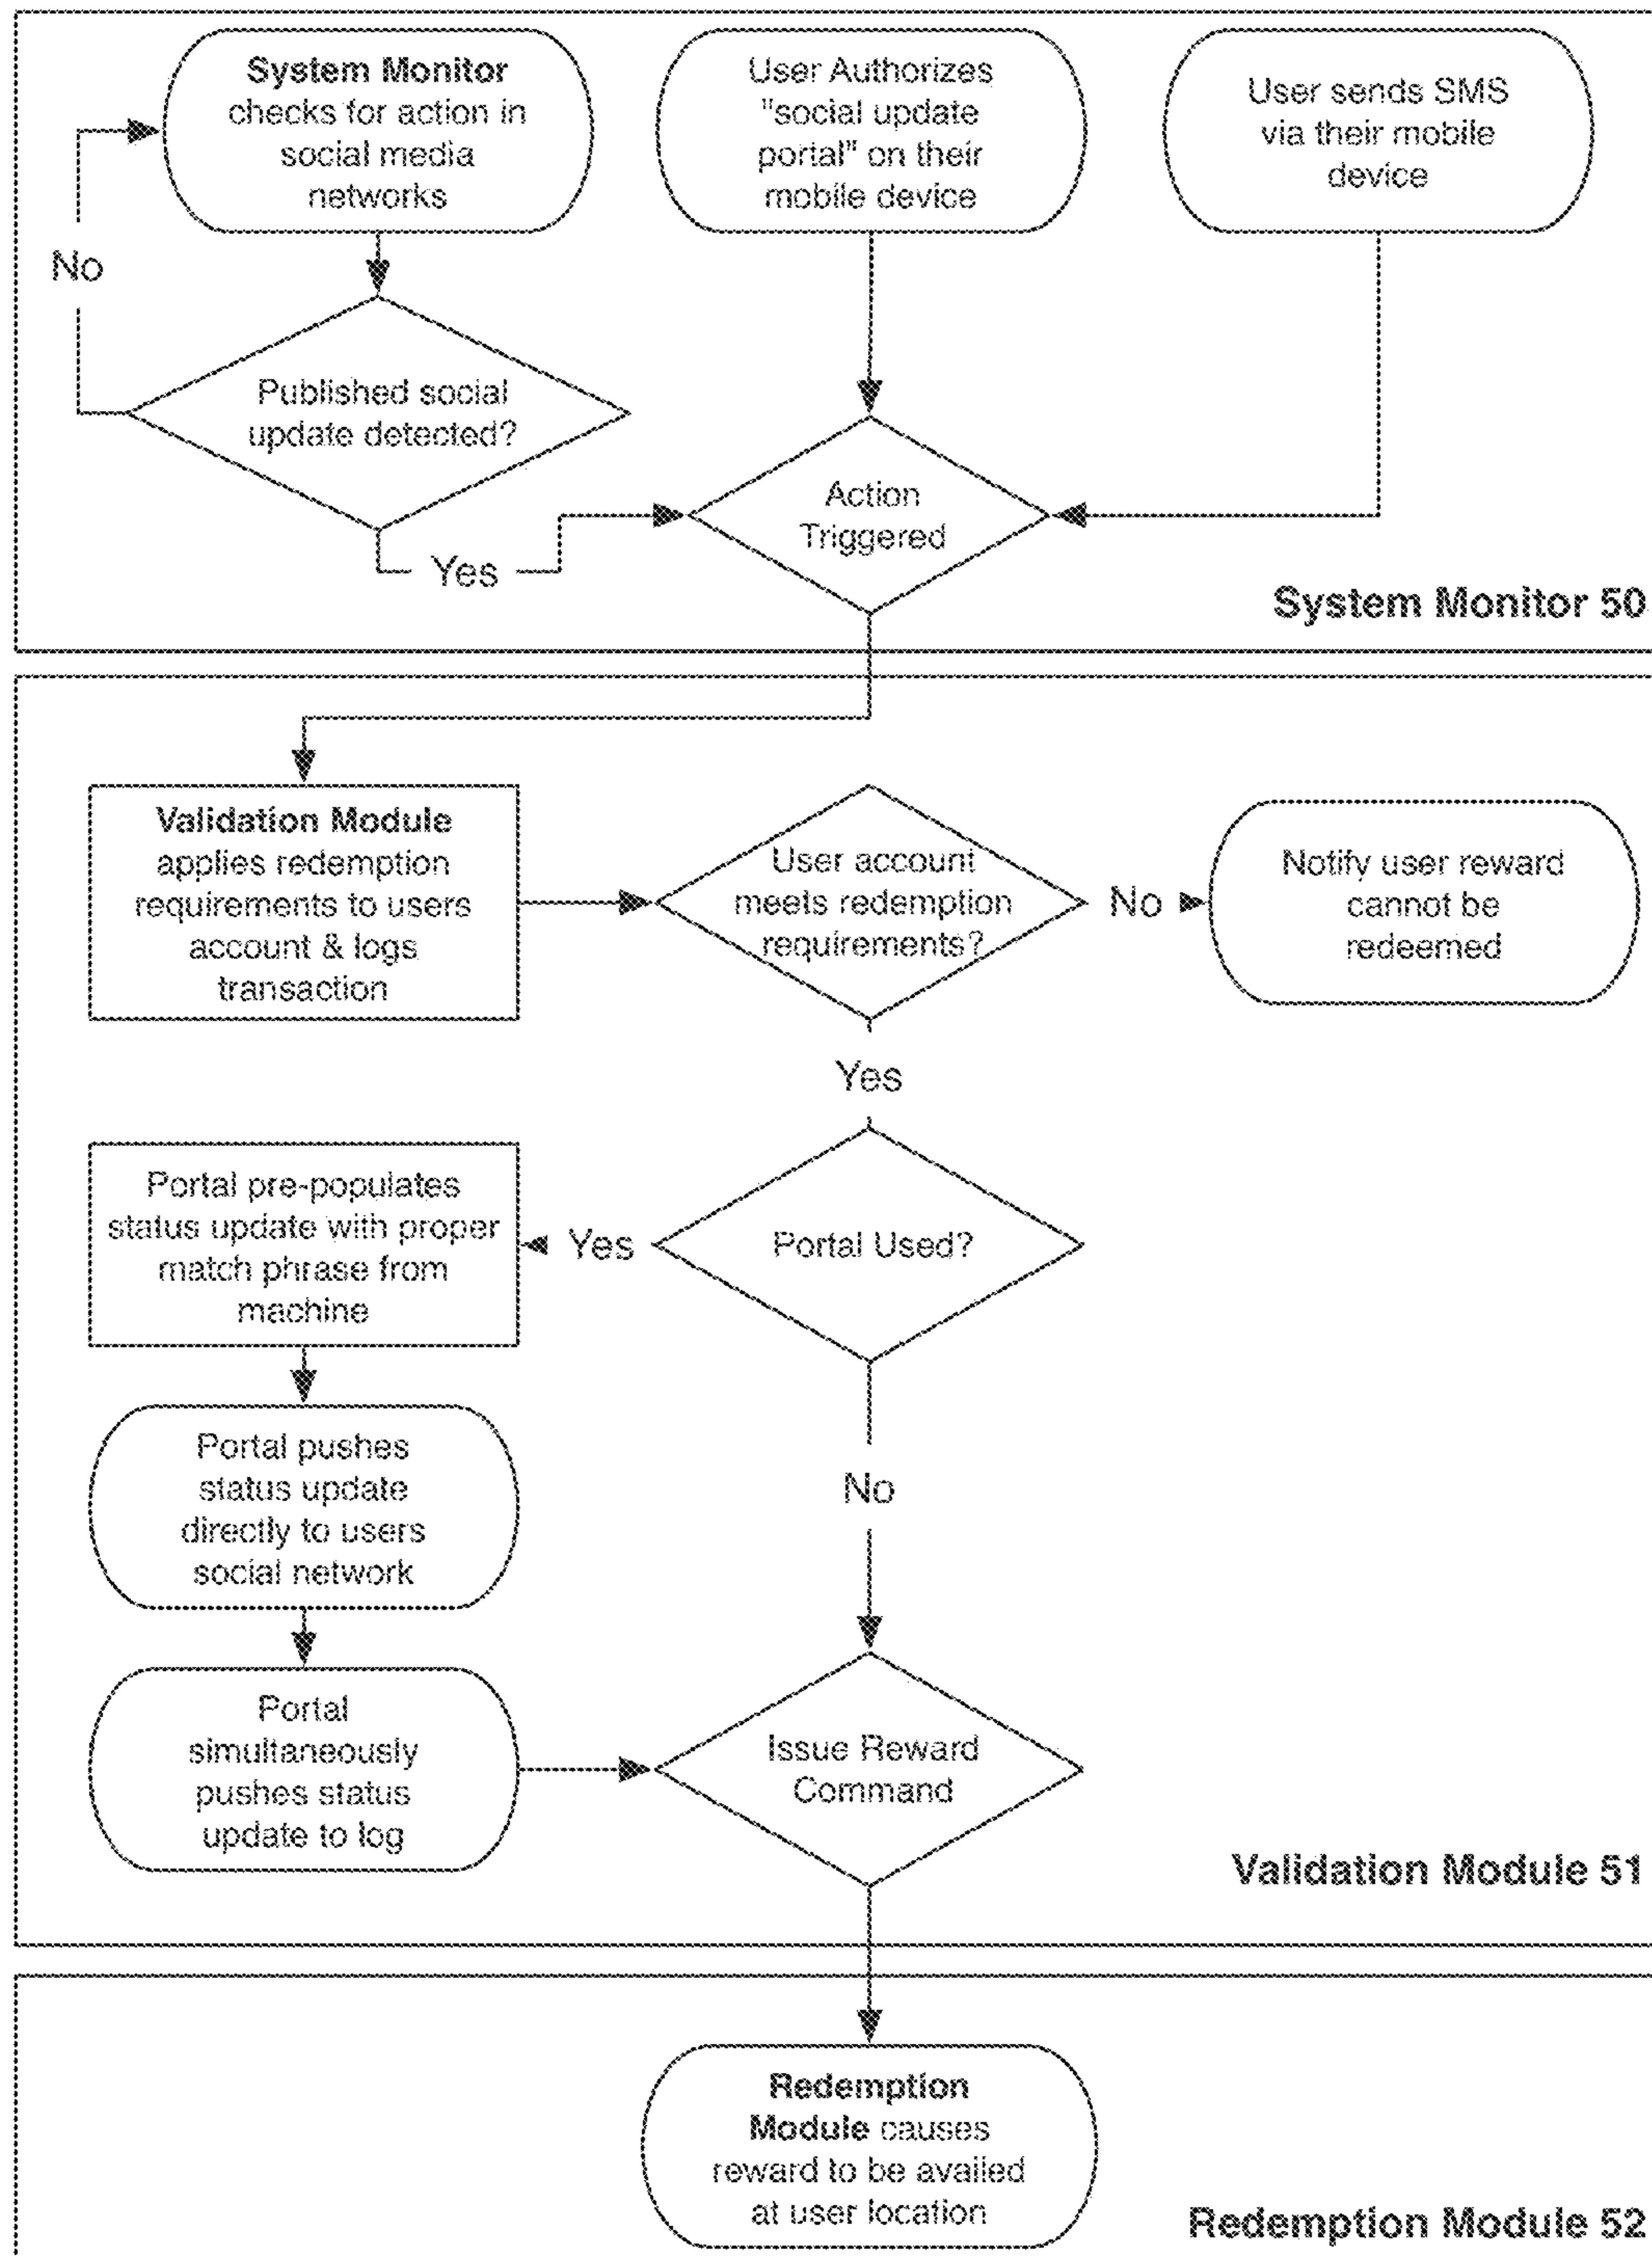 System Monitor
checks for action in
social media
networks
User Authorizes
"social update
portal" on their
mobile device
User sends SMS
via their mobile
device
No
Published social
update detected?
Yes
Action
Triggered
System Monitor 50
Validation Module
applies redemption
requirements to users
account & logs
transaction
User account
meets redemption
requirements?
No
Notify user reward
cannot be
redeemed
Yes
Portal pre-populates
status update with proper
match phrase from
machine
Yes
Portal Used?
Portal pushes
status update
directly to users
social network
No
Portal
simultaneously
pushes status
update to log
Issue Reward
Command
Validation Module 51
Redemption
Module causes
reward to be availed
at user location
Redemption Module 52